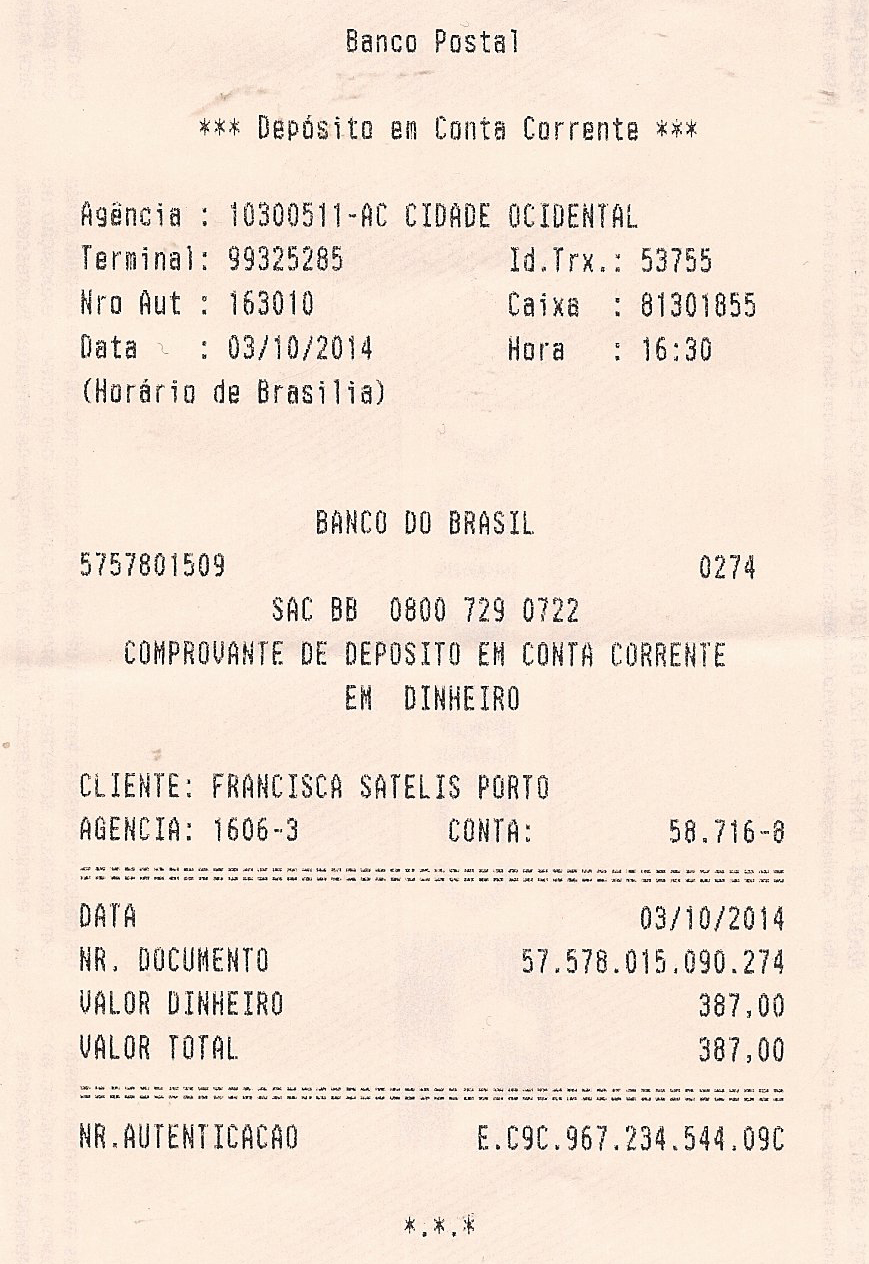 Banco Postal
*** Depósito em Conta Corrente ***
Agência : 10300511-AC CIDADE OCIDENTAL
Terminal: 99325285 Id.Trx.: 53755
Nro Aut : 163010 Caixa : 81301855
Data : 03/10/2014 Hora : 16:30
(Horário de Brasilia)
BANCO DO BRASIL
5757801509 0274
SAC BB 0800 729 0722
COMPROVANTE DE DEPOSITO EM CONTA CORRENTE
EM DINHEIRO
CLIENTE: FRANCISCA SATELIS PORTO
AGENCIA: 1606-3 CONTA: 58.716-8
================================================
DATA 03/10/2014
NR. DOCUMENTO 57.578.015.090.274
VALOR DINHEIRO 387,00
VALOR TOTAL 387,00
================================================
NR.AUTENTICACAO E.C9C.967.234.544.09C
*.*.*